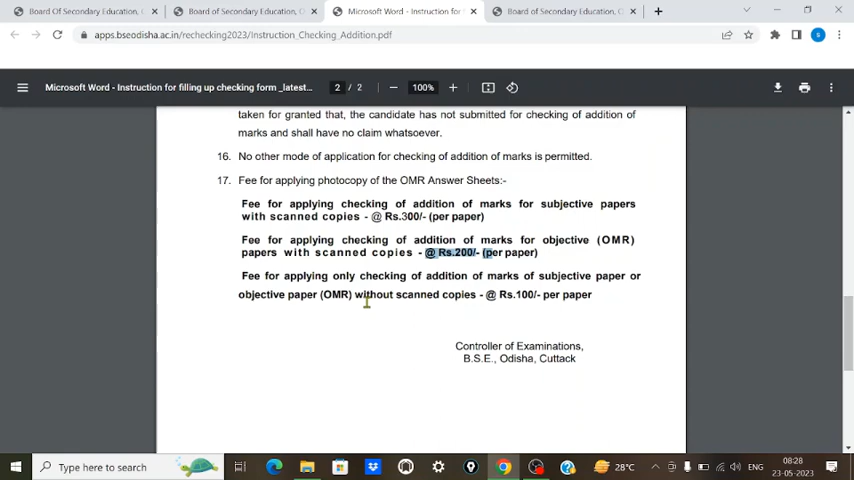 Board Of Secondary Education, C
Board of Secondary Education, O
Microsoft Word - Instruction for f
Board of Secondary Education, O
apps.bseodisha.ac.in/rechecking2023/Instruction_Checking_Addition.pdf
Microsoft Word - Instruction for filling up checking form _latest...
2 / 2
100%
taken for granted that, the candidate has not submitted for checking of addition of
marks and shall have no claim whatsoever.
16. No other mode of application for checking of addition of marks is permitted.
17. Fee for applying photocopy of the OMR Answer Sheets:-
Fee for applying checking of addition of marks for subjective papers
with scanned copies - @ Rs.300/- (per paper)
Fee for applying checking of addition of marks for objective (OMR)
papers with scanned copies - @ Rs.200/- (per paper)
Fee for applying only checking of addition of marks of subjective paper or
objective paper (OMR) without scanned copies - @ Rs.100/- per paper
Controller of Examinations,
B.S.E., Odisha, Cuttack
Type here to search
28°C
ENG
08:28
23-05-2023